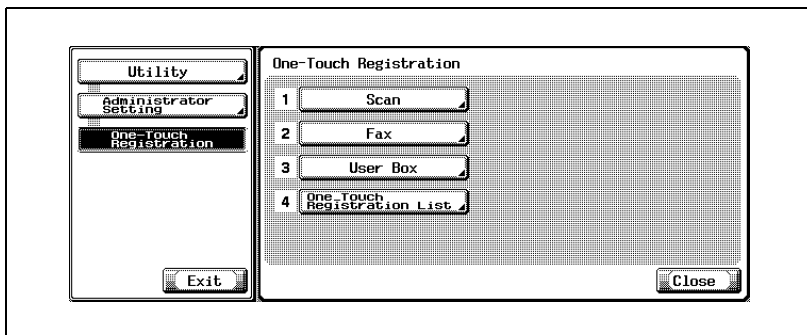 Utility
Administrator
Setting
One-Touch
Registration
Exit
One-Touch Registration
1 Scan
2 Fax
3 User Box
4 One-Touch
Registration List
Close